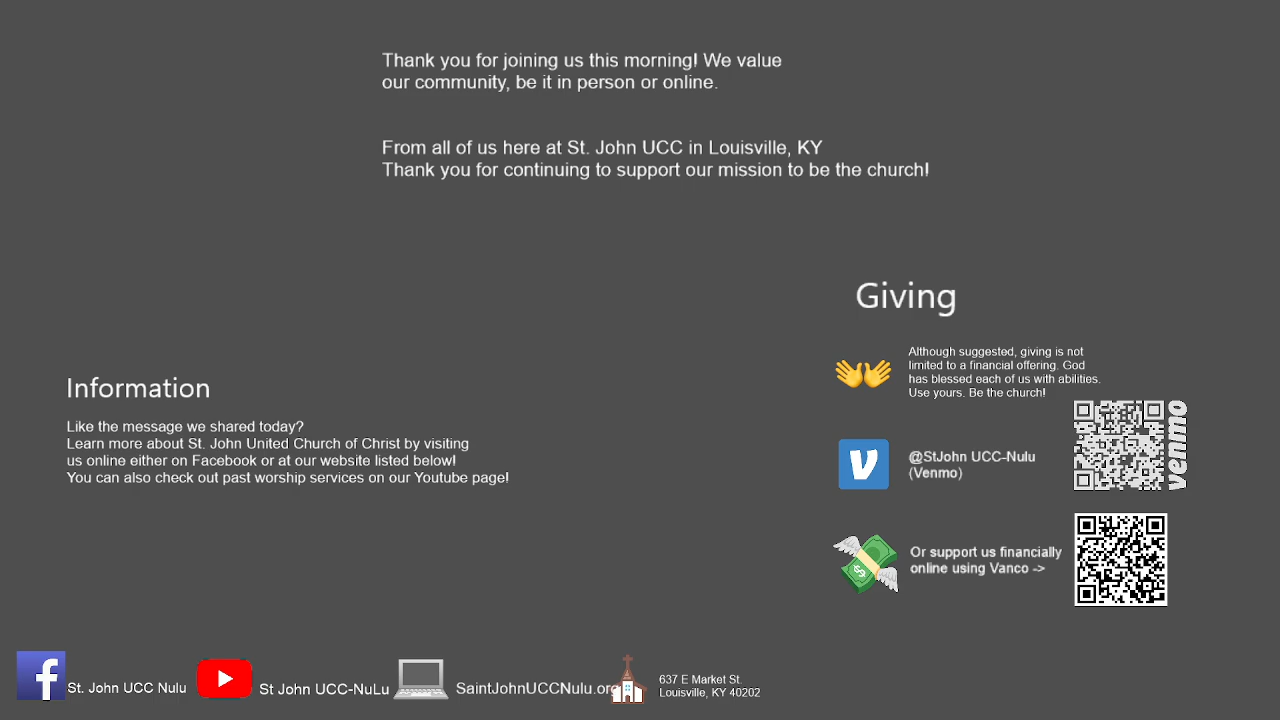 Thank you for joining us this morning! We value
our community, be it in person or online.
From all of us here at St. John UCC in Louisville, KY
Thank you for continuing to support our mission to be the church!
Giving
Although suggested, giving is not
limited to a financial offering. God
has blessed each of us with abilities.
Use yours. Be the church!
Information
Like the message we shared today?
Learn more about St. John United Church of Christ by visiting
us online either on Facebook or at our website listed below!
You can also check out past worship services on our Youtube page!
@StJohn UCC-Nulu
(Venmo)
venmo
Or support us financially
online using Vanco ->
St. John UCC Nulu
St John UCC-NuLu
SaintJohnUCCNulu.org
637 E Market St.
Louisville, KY 40202